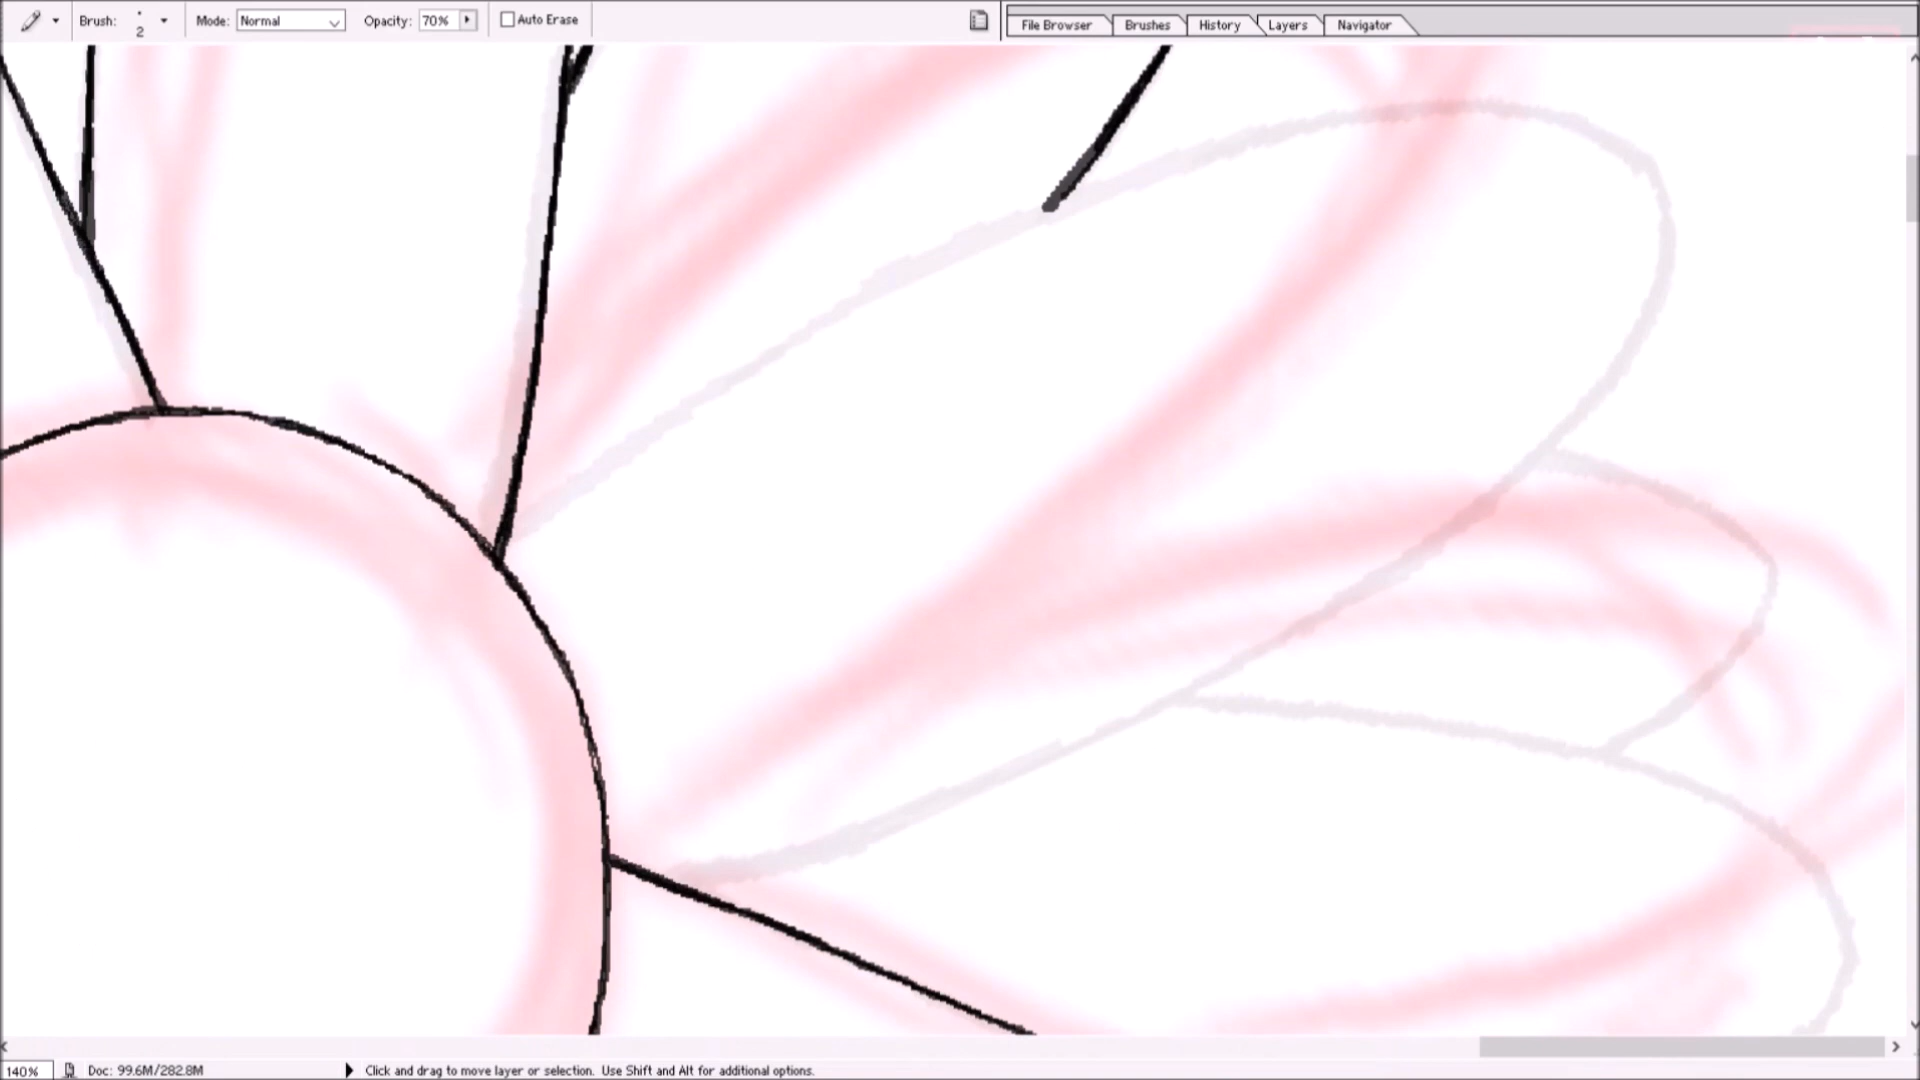 Brush: 2 Mode: Normal Opacity: 70% Auto Erase File Browser Brushes History Layers Navigator
140% Doc: 99.6M/282.8M Click and drag to move layer or selection. Use Shift and Alt for additional options.